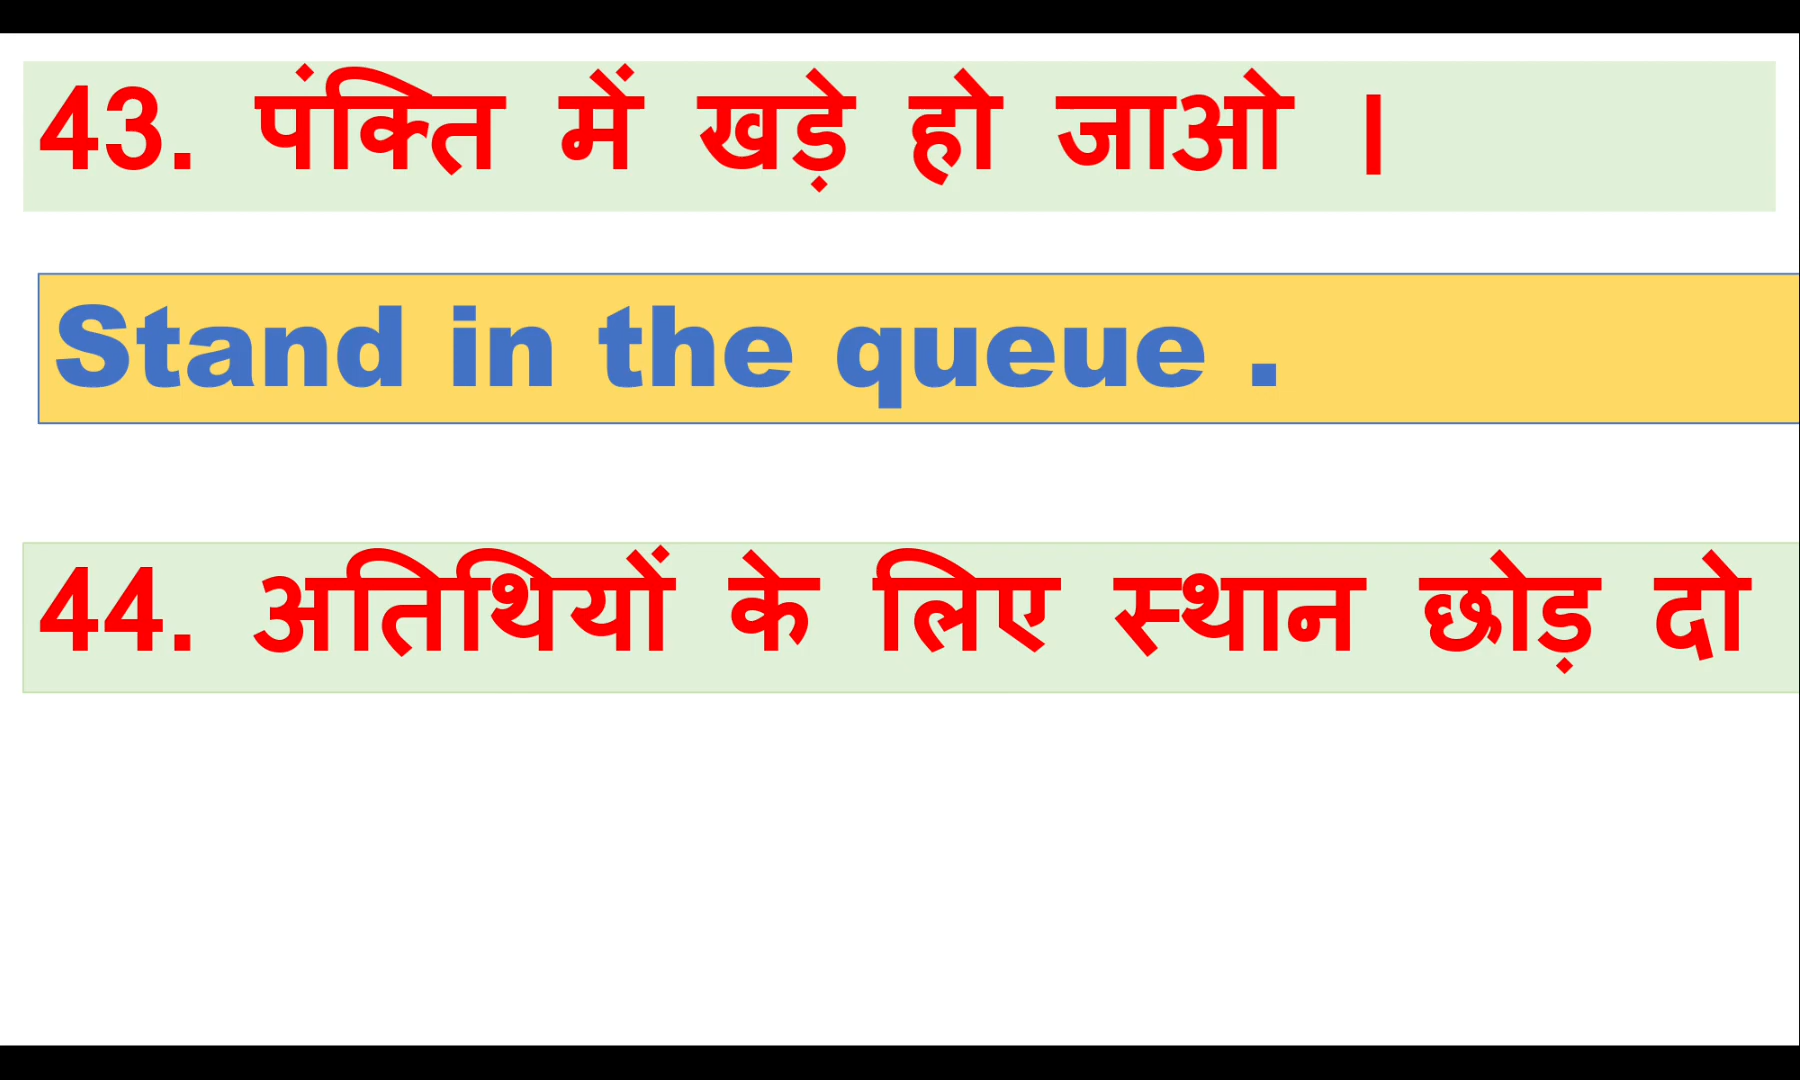 43. पंक्ति में खड़े हो जाओ ।
Stand in the queue .
44. अतिथियों के लिए स्थान छोड़ दो